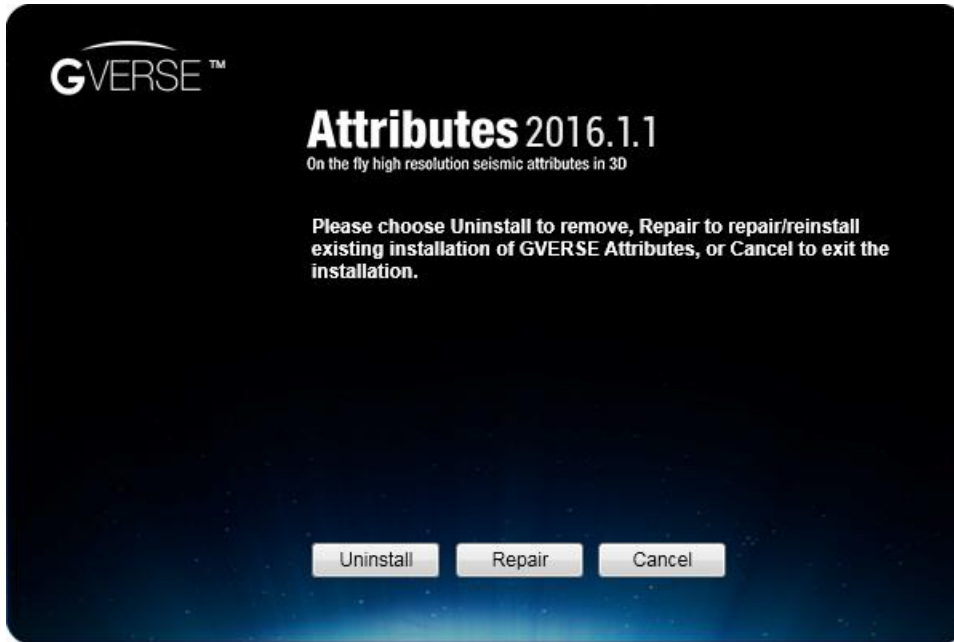 GVERSE™
Attributes 2016.1.1
On the fly high resolution seismic attributes in 3D
Please choose Uninstall to remove, Repair to repair/reinstall
existing installation of GVERSE Attributes, or Cancel to exit the
installation.
Uninstall Repair Cancel